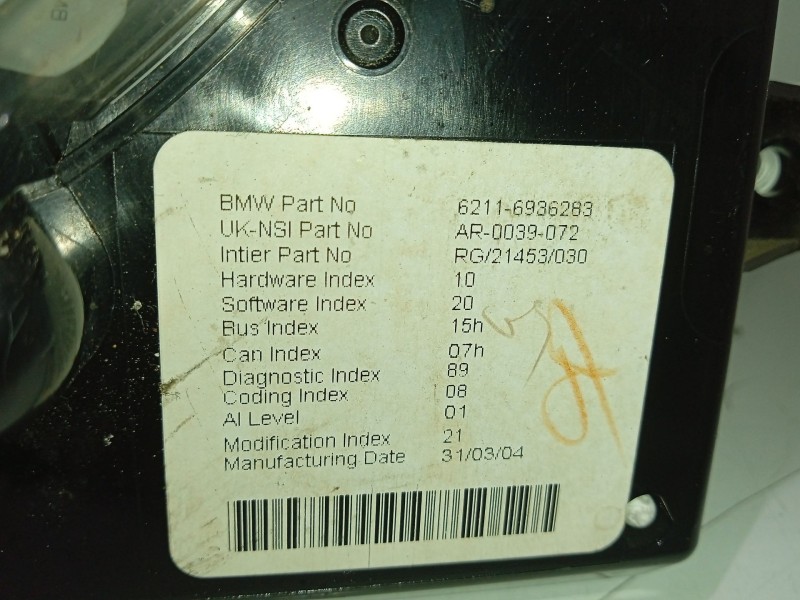 BMW Part No 6211-6936283
UK-NSI Part No AR-0039-072
Intier Part No RG/21453/030
Hardware Index 10
Software Index 20
Bus Index 15h
Can Index 07h
Diagnostic Index 89
Coding Index 08
AI Level 01
Modification Index 21
Manufacturing Date 31/03/04